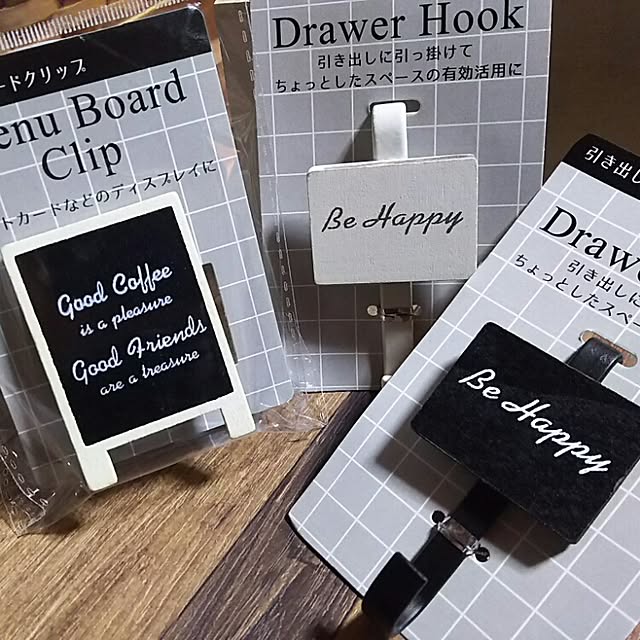 ードクリップ
enu Board
Clip
トカードなどのディスプレイに
Good Coffee
is a pleasure
Good Friends
are a treasure
Drawer Hook
引き出しに引っ掛けて
ちょっとしたスペースの有効活用に
Be Happy
引き出し
Drawe
引き出しに
ちょっとしたスペー
Be Happy